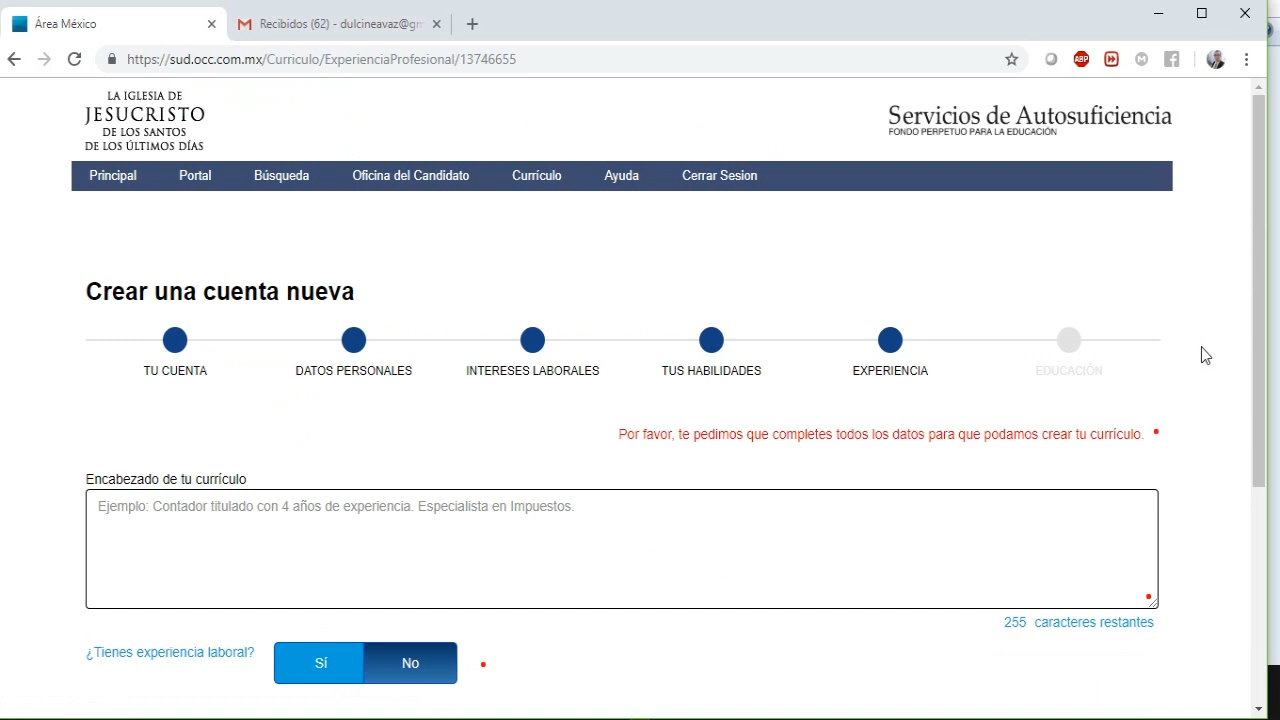 Área México
Recibidos (62) - dulcineavaz@gm
https://sud.occ.com.mx/Curriculo/ExperienciaProfesional/13746655
ABP
M
LA IGLESIA DE
JESUCRISTO
DE LOS SANTOS
DE LOS ÚLTIMOS DÍAS
Servicios de Autosuficiencia
FONDO PERPETUO PARA LA EDUCACIÓN
Principal Portal Búsqueda Oficina del Candidato Currículo Ayuda Cerrar Sesion
Crear una cuenta nueva
TU CUENTA DATOS PERSONALES INTERESES LABORALES TUS HABILIDADES EXPERIENCIA EDUCACIÓN
Por favor, te pedimos que completes todos los datos para que podamos crear tu currículo.
Encabezado de tu currículo
Ejemplo: Contador titulado con 4 años de experiencia. Especialista en Impuestos.
255 caracteres restantes
¿Tienes experiencia laboral? Sí No